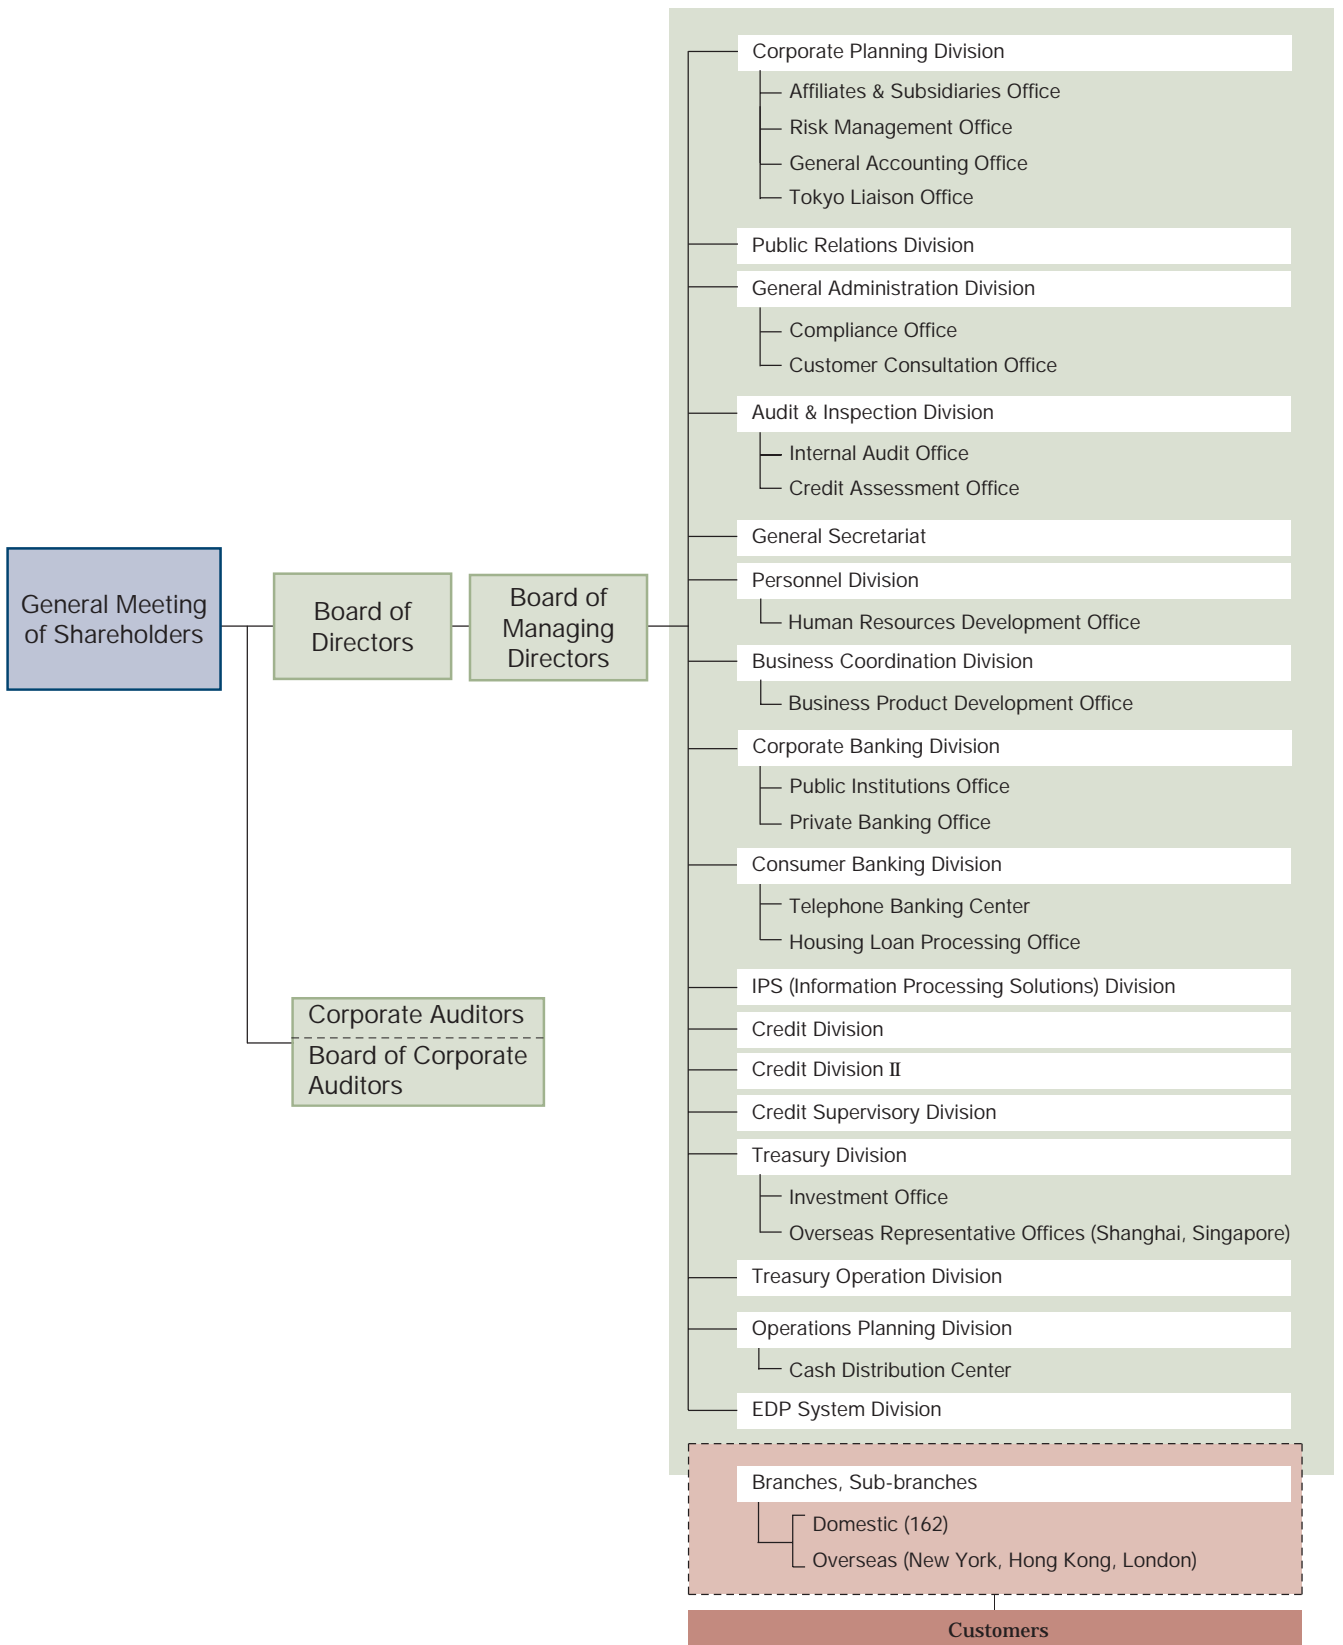 General Meeting
of Shareholders
Board of
Directors
Board of
Managing
Directors
Corporate Auditors
Board of Corporate
Auditors
Corporate Planning Division
Affiliates & Subsidiaries Office
Risk Management Office
General Accounting Office
Tokyo Liaison Office
Public Relations Division
General Administration Division
Compliance Office
Customer Consultation Office
Audit & Inspection Division
Internal Audit Office
Credit Assessment Office
General Secretariat
Personnel Division
Human Resources Development Office
Business Coordination Division
Business Product Development Office
Corporate Banking Division
Public Institutions Office
Private Banking Office
Consumer Banking Division
Telephone Banking Center
Housing Loan Processing Office
IPS (Information Processing Solutions) Division
Credit Division
Credit Division II
Credit Supervisory Division
Treasury Division
Investment Office
Overseas Representative Offices (Shanghai, Singapore)
Treasury Operation Division
Operations Planning Division
Cash Distribution Center
EDP System Division
Branches, Sub-branches
Domestic (162)
Overseas (New York, Hong Kong, London)
Customers